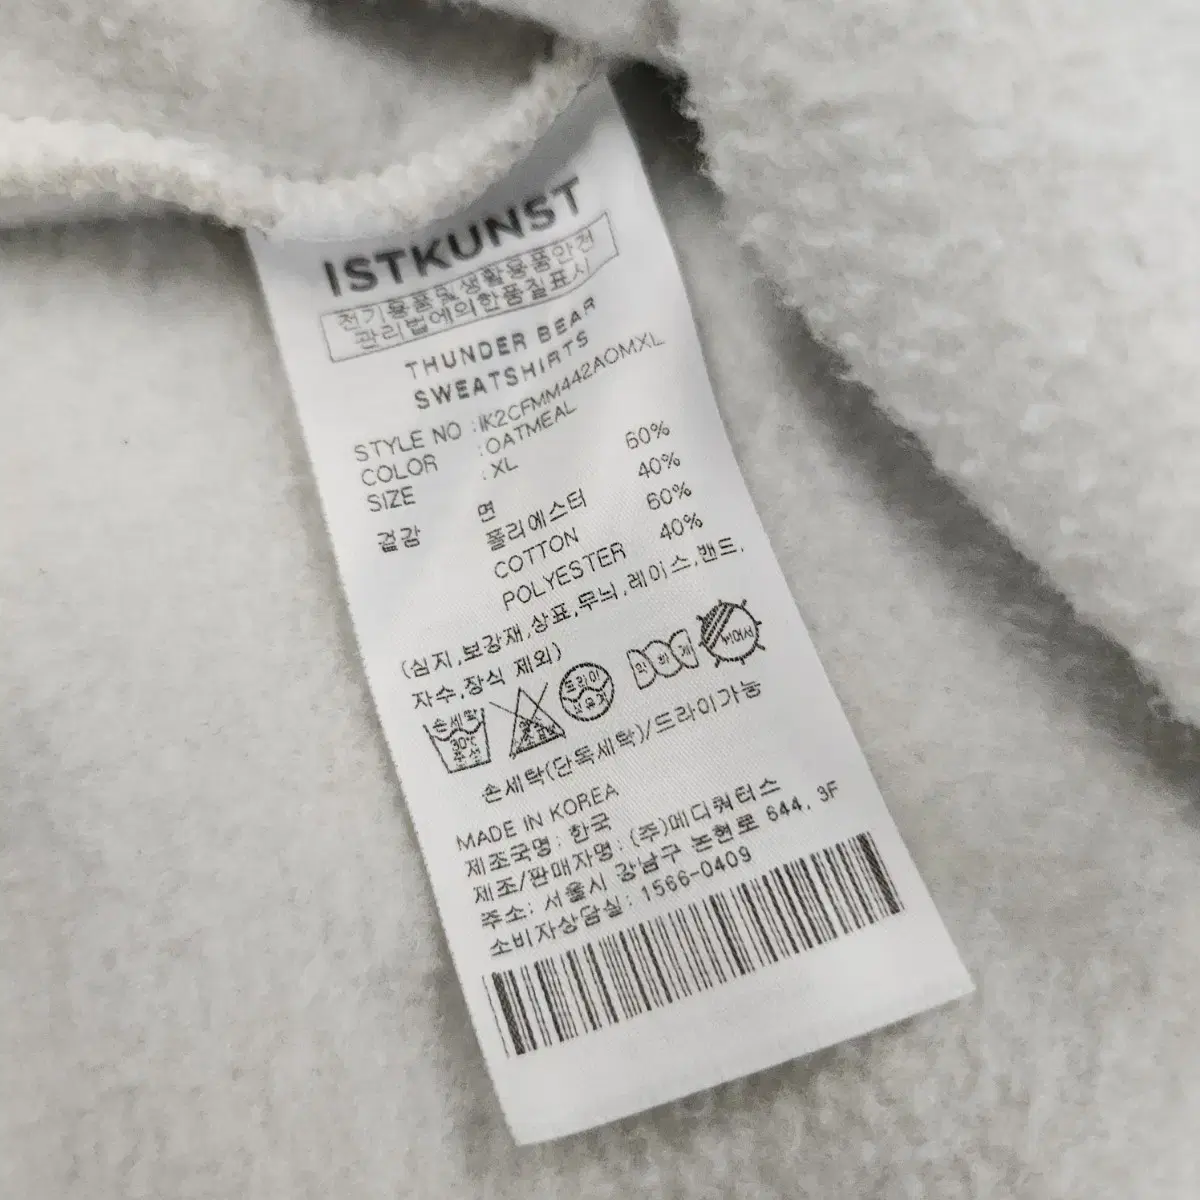 ISTKUNST
전기용품및생활용품안전
관리법에의한품질표시
THUNDER BEAR
SWEATSHIRTS
STYLE NO : IK2CFMM442AOMXL
COLOR : OATMEAL
SIZE : XL
겉감 면 60%
폴리에스터 40%
COTTON 60%
POLYESTER 40%
(심지,보강재,상표,무늬,레이스,밴드,
자수,장식 제외)
손세탁 30℃ 중성
드라이 석유계
약하게
뉘어서
손세탁(단독세탁)/드라이가능
MADE IN KOREA
제조국명: 한국
제조/판매자명: (주)메디쿼터스
주소: 서울시 강남구 논현로 644, 3F
소비자상담실: 1566-0409